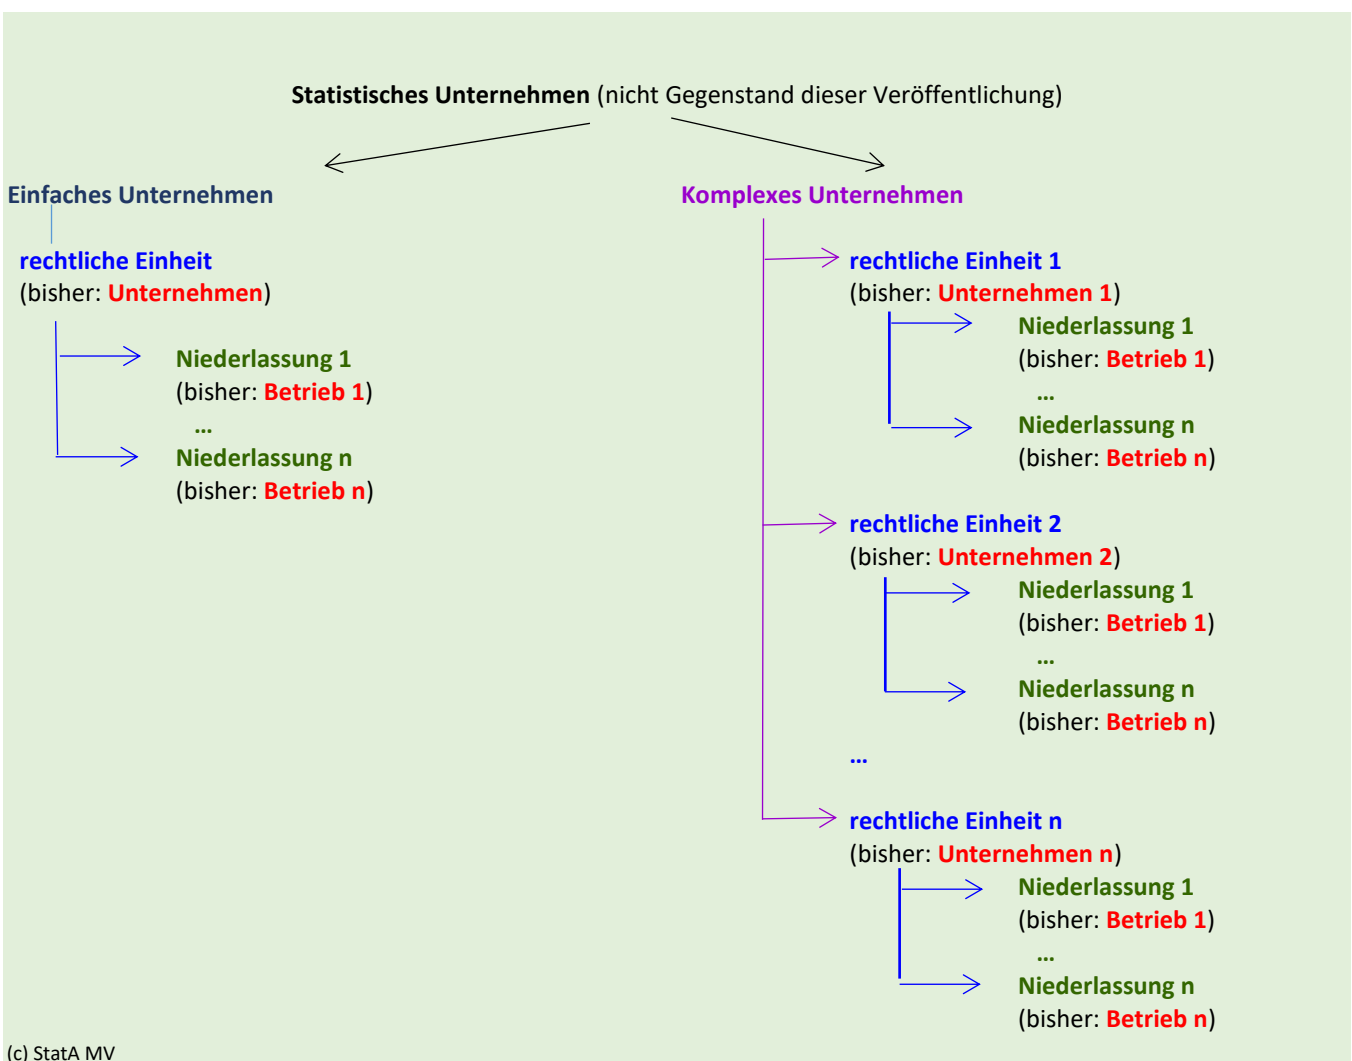 Statistisches Unternehmen (nicht Gegenstand dieser Veröffentlichung)
Einfaches Unternehmen
rechtliche Einheit
(bisher: Unternehmen)
Niederlassung 1
(bisher: Betrieb 1)
...
Niederlassung n
(bisher: Betrieb n)
Komplexes Unternehmen
rechtliche Einheit 1
(bisher: Unternehmen 1)
Niederlassung 1
(bisher: Betrieb 1)
...
Niederlassung n
(bisher: Betrieb n)
rechtliche Einheit 2
(bisher: Unternehmen 2)
Niederlassung 1
(bisher: Betrieb 1)
...
Niederlassung n
(bisher: Betrieb n)
...
rechtliche Einheit n
(bisher: Unternehmen n)
Niederlassung 1
(bisher: Betrieb 1)
...
Niederlassung n
(bisher: Betrieb n)
(c) StatA MV